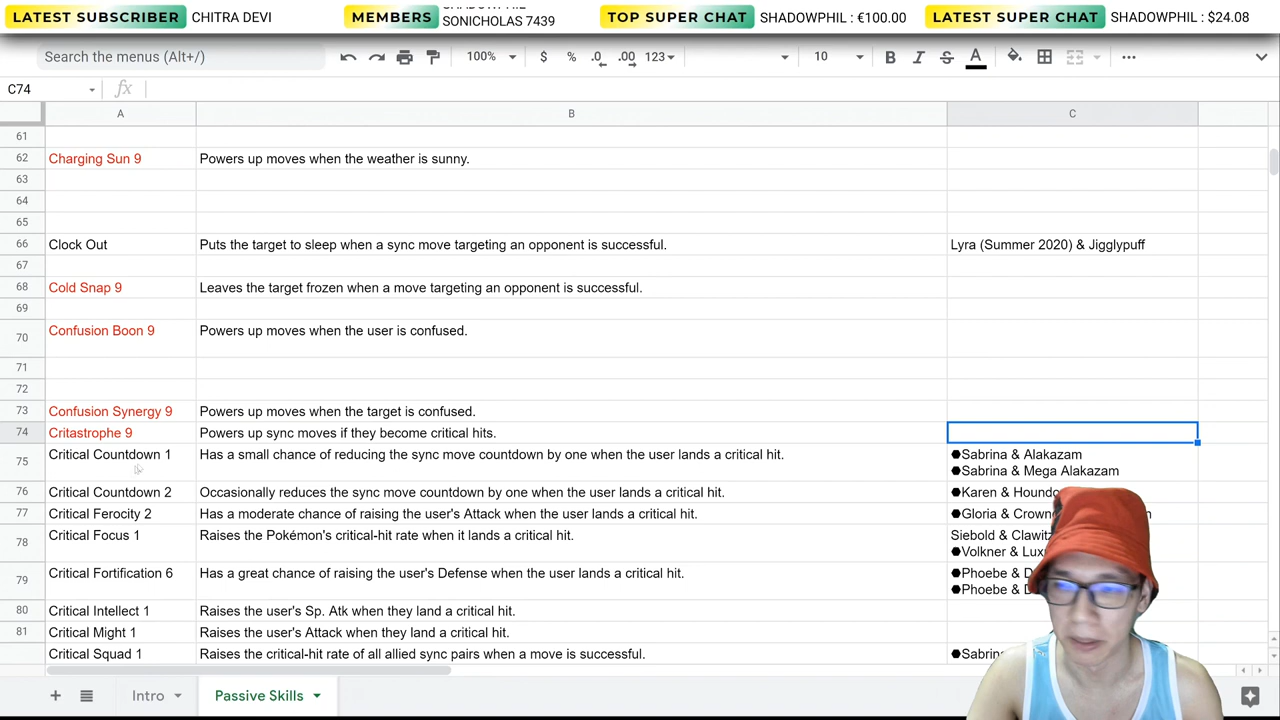 LATEST SUBSCRIBER CHITRA DEVI MEMBERS SONICHOLAS 7439 TOP SUPER CHAT SHADOWPHIL : €100.00 LATEST SUPER CHAT SHADOWPHIL : $24.08
Search the menus (Alt+/) 100% $ % .0 .00 123 10 B I S A
C74 fx
A B C
61
62 Charging Sun 9 Powers up moves when the weather is sunny.
63
64
65
66 Clock Out Puts the target to sleep when a sync move targeting an opponent is successful. Lyra (Summer 2020) & Jigglypuff
67
68 Cold Snap 9 Leaves the target frozen when a move targeting an opponent is successful.
69
70 Confusion Boon 9 Powers up moves when the user is confused.
71
72
73 Confusion Synergy 9 Powers up moves when the target is confused.
74 Critastrophe 9 Powers up sync moves if they become critical hits.
75 Critical Countdown 1 Has a small chance of reducing the sync move countdown by one when the user lands a critical hit. ⬣Sabrina & Alakazam
⬣Sabrina & Mega Alakazam
76 Critical Countdown 2 Occasionally reduces the sync move countdown by one when the user lands a critical hit. ⬣Karen &
77 Critical Ferocity 2 Has a moderate chance of raising the user's Attack when the user lands a critical hit. ⬣Gloria &
78 Critical Focus 1 Raises the Pokémon's critical-hit rate when it lands a critical hit. Siebold &
⬣Volkner &
79 Critical Fortification 6 Has a great chance of raising the user's Defense when the user lands a critical hit. ⬣Phoebe &
⬣Phoebe &
80 Critical Intellect 1 Raises the user's Sp. Atk when they land a critical hit.
81 Critical Might 1 Raises the user's Attack when they land a critical hit.
Critical Squad 1 Raises the critical-hit rate of all allied sync pairs when a move is successful.
+ Intro Passive Skills